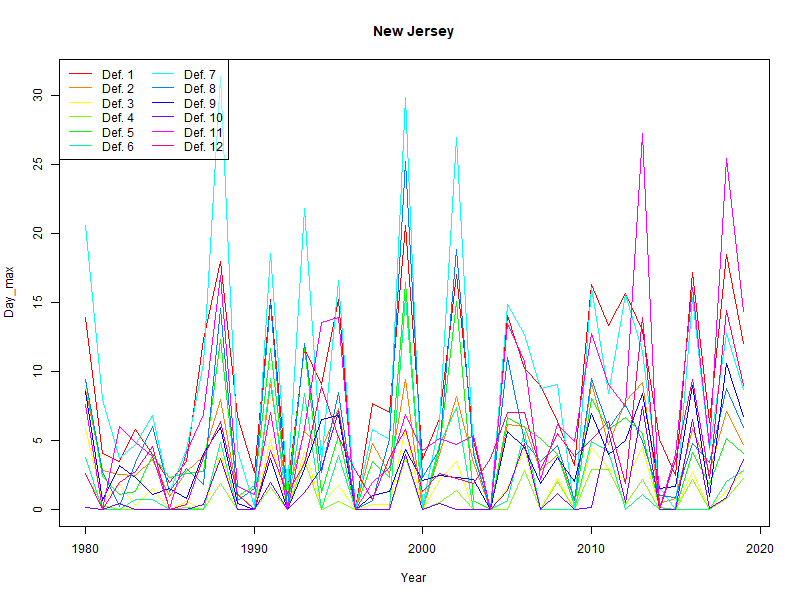 New Jersey
Def. 1 Def. 7
Def. 2 Def. 8
Def. 3 Def. 9
Def. 4 Def. 10
Def. 5 Def. 11
Def. 6 Def. 12
30
25
20
15
10
5
0
Day_max
1980 1990 2000 2010 2020
Year